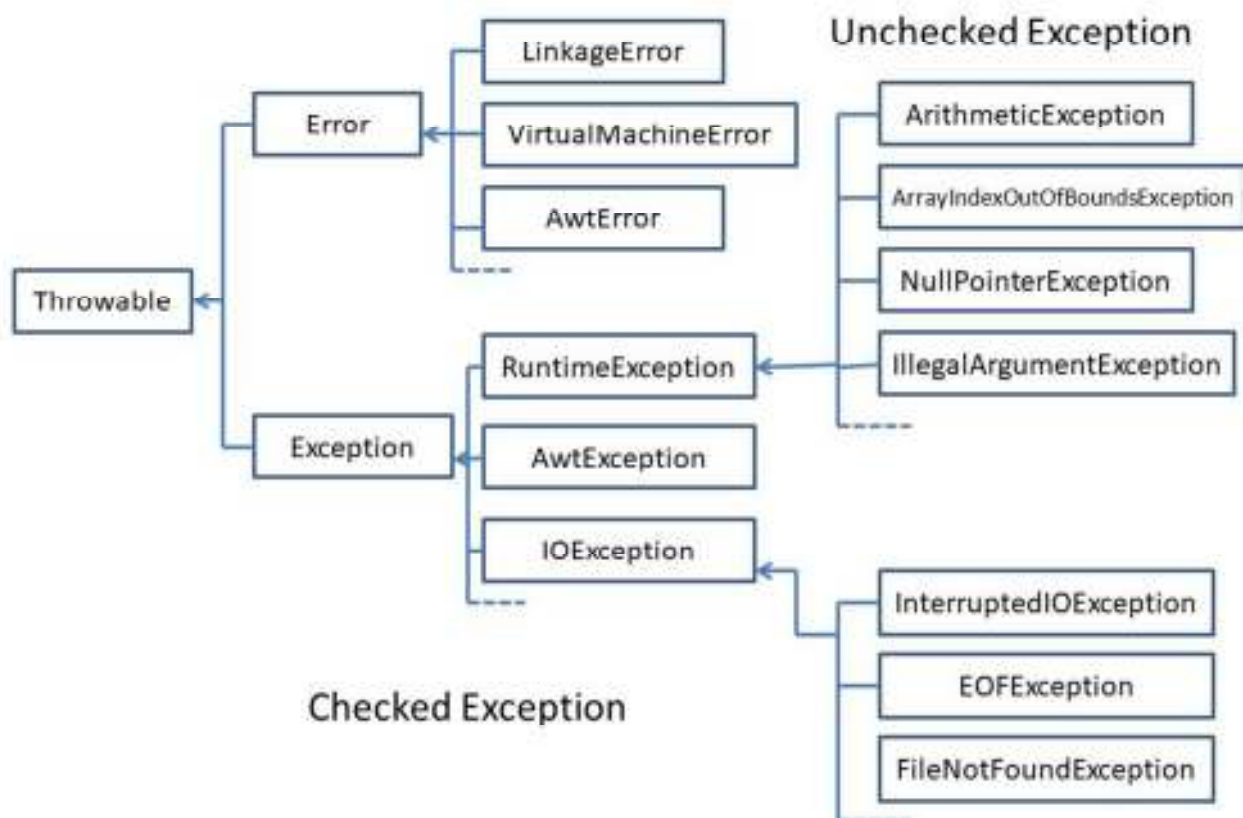 Unchecked Exception
LinkageError
Error
VirtualMachineError
AwtError
Throwable
ArithmeticException
ArrayIndexOutOfBoundsException
NullPointerException
IllegalArgumentException
RuntimeException
Exception
AwtException
IOException
InterruptedIOException
EOFException
FileNotFoundException
Checked Exception